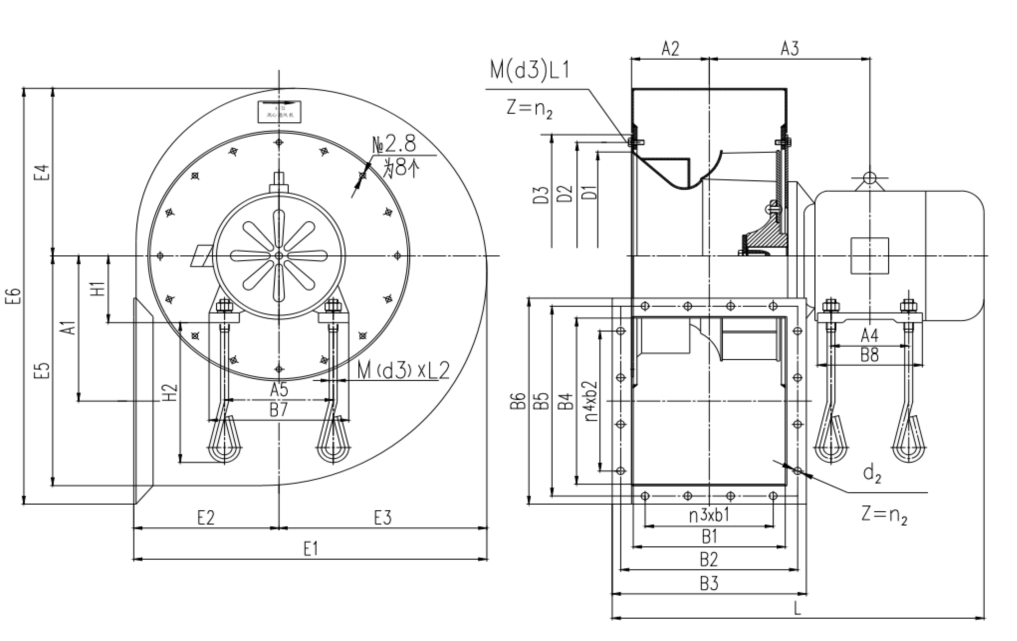 E4
E6
E5
A1
H1
H2
№2.8
为8个
M(d3)xL2
A5
B7
E2
E3
E1
A2
A3
M(d3)L1
Z=n₂
D3
D2
D1
A4
B8
B6
B5
B4
n4xb2
d₂
Z=n₂
n3xb1
B1
B2
B3
L